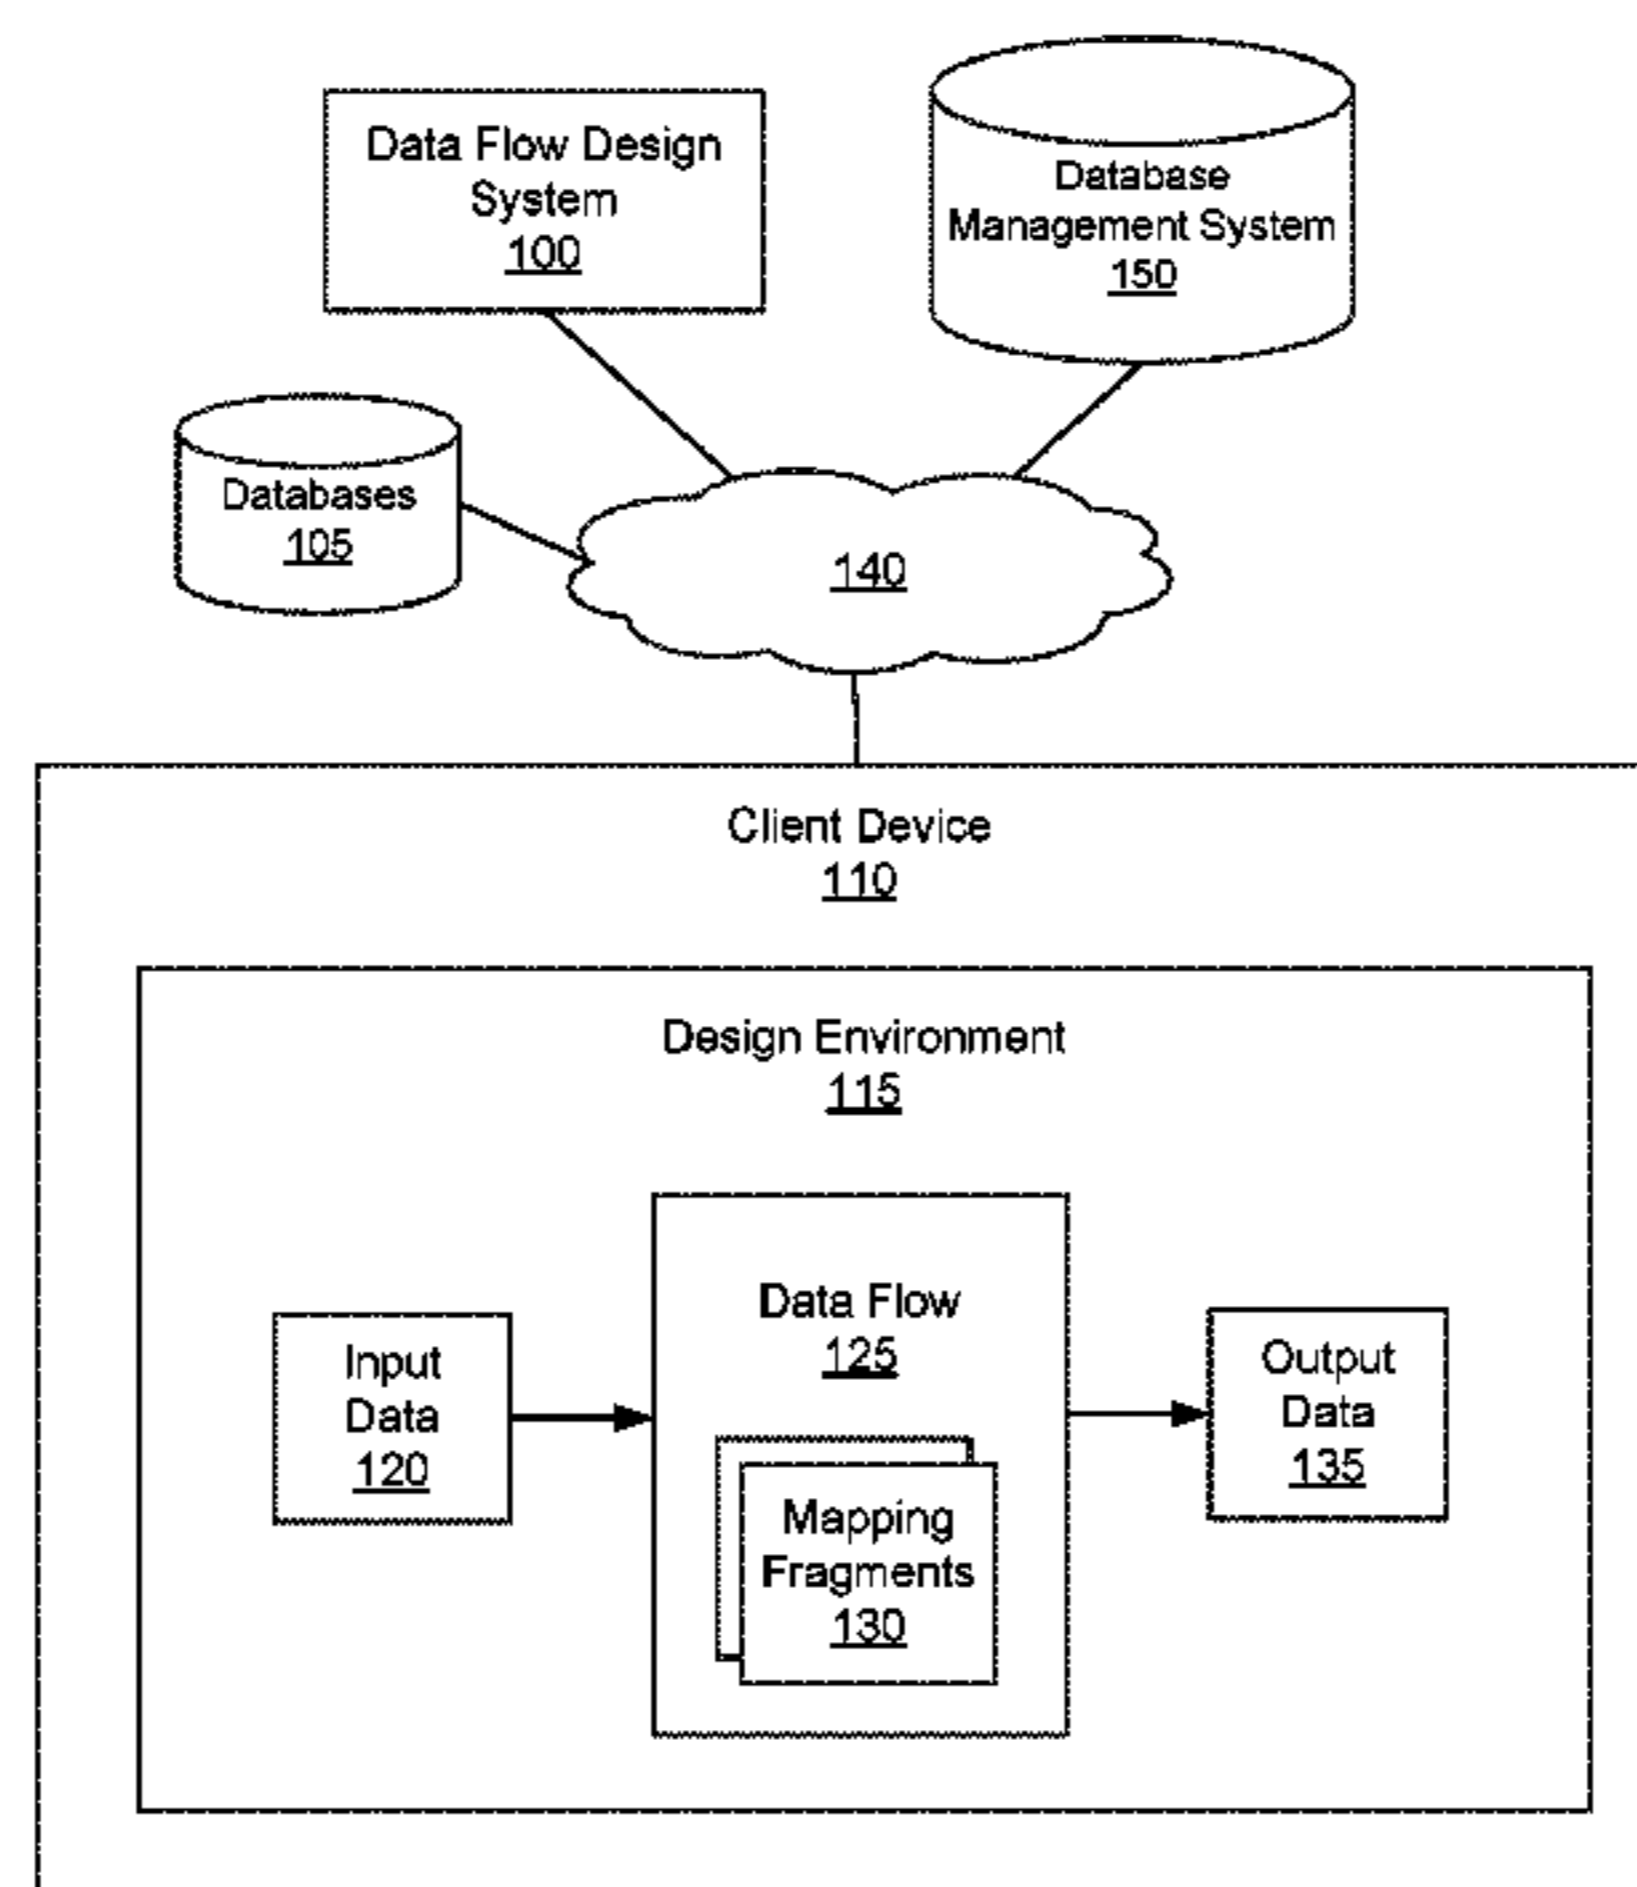 Data Flow Design
System
100
Database
Management System
150
Databases
105
140
Client Device
110
Design Environment
115
Input
Data
120
Data Flow
125
Mapping
Fragments
130
Output
Data
135